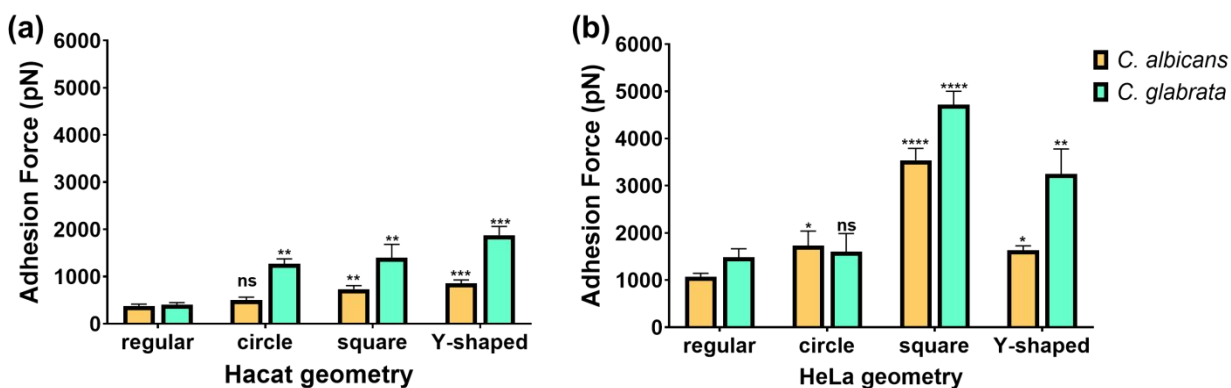 (a)
Adhesion Force (pN)
6000
5000
4000
3000
2000
1000
0
ns
**
**
**
***
***
regular circle square Y-shaped
Hacat geometry
(b)
Adhesion Force (pN)
6000
5000
4000
3000
2000
1000
0
*
ns
****
****
*
**
regular circle square Y-shaped
HeLa geometry
C. albicans
C. glabrata